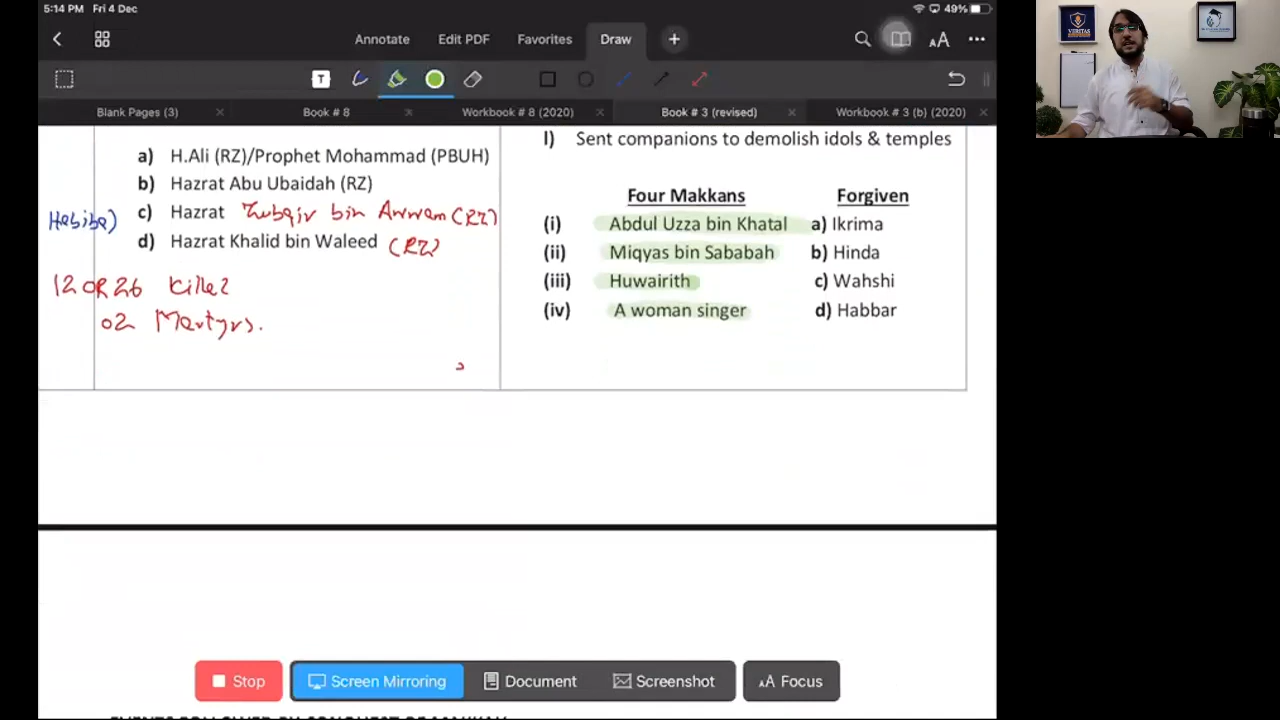 5:14 PM Fri 4 Dec
49%
Annotate Edit PDF Favorites Draw
AA
T
Blank Pages (3) Book # 8 Workbook # 8 (2020) Book # 3 (revised) Workbook # 3 (b) (2020)
a) H.Ali (RZ)/Prophet Mohammad (PBUH)
b) Hazrat Abu Ubaidah (RZ)
Habiba) c) Hazrat Zubair bin Awwam (RZ)
d) Hazrat Khalid bin Waleed (RZ)
12 OR 26 Killed
02 Martyrs.
l) Sent companions to demolish idols & temples
Four Makkans Forgiven
(i) Abdul Uzza bin Khatal a) Ikrima
(ii) Miqyas bin Sababah b) Hinda
(iii) Huwairith c) Wahshi
(iv) A woman singer d) Habbar
Stop Screen Mirroring Document Screenshot AA Focus
VERITAS